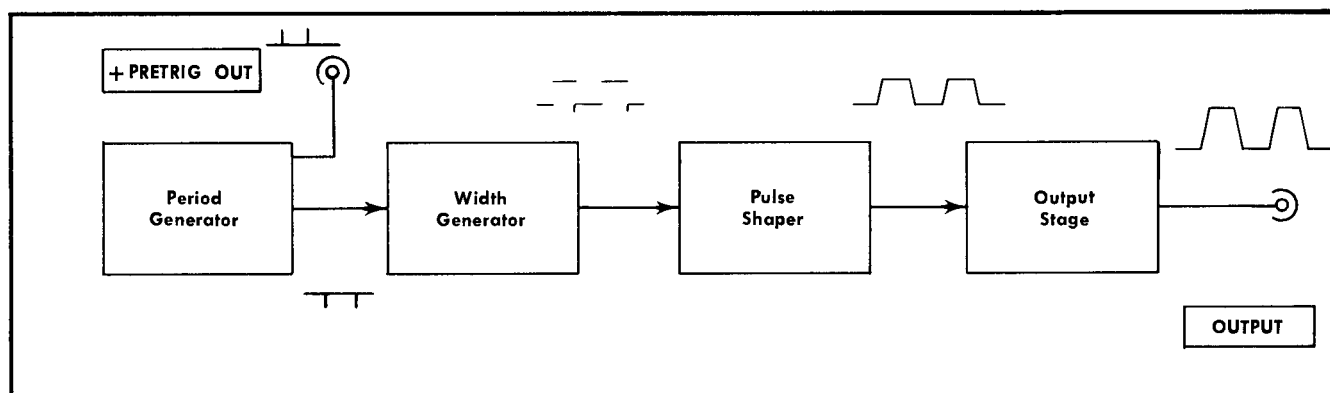 + PRETRIG OUT
Period
Generator
Width
Generator
Pulse
Shaper
Output
Stage
OUTPUT